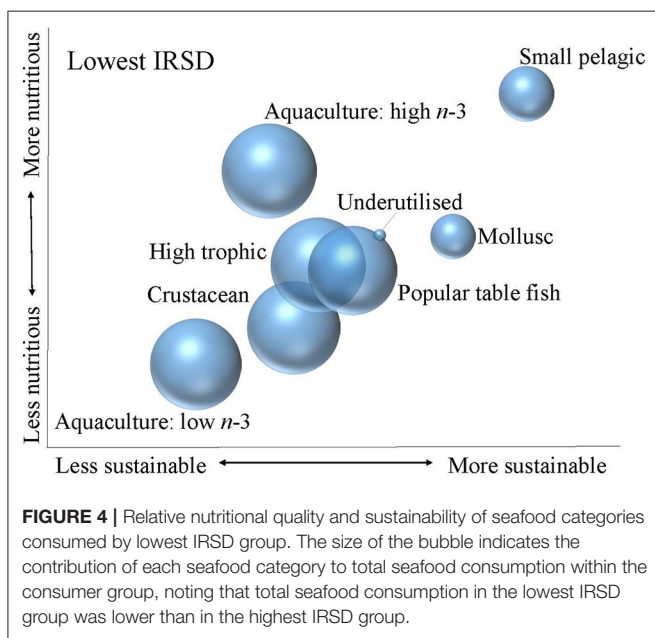 Lowest IRSD
Small pelagic
Aquaculture: high n-3
Underutilised
Mollusc
High trophic
Popular table fish
Crustacean
Aquaculture: low n-3
More nutritious
Less nutritious
Less sustainable
More sustainable
FIGURE 4 | Relative nutritional quality and sustainability of seafood categories
consumed by lowest IRSD group. The size of the bubble indicates the
contribution of each seafood category to total seafood consumption within the
consumer group, noting that total seafood consumption in the lowest IRSD
group was lower than in the highest IRSD group.